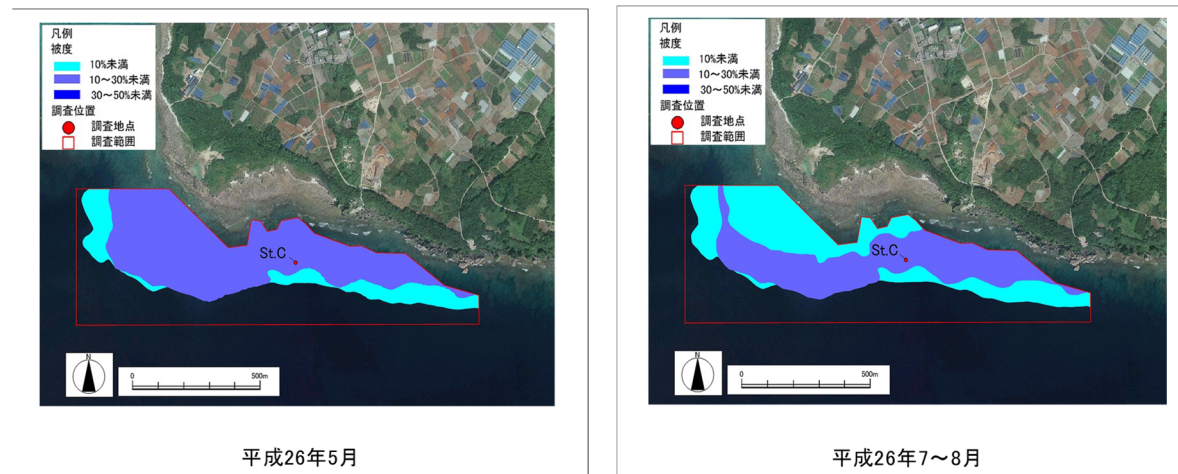 凡例
被度
10%未満
10～30%未満
30～50%未満
調査位置
調査地点
調査範囲
St.C
N
0
500m
平成26年5月
凡例
被度
10%未満
10～30%未満
30～50%未満
調査位置
調査地点
調査範囲
St.C
N
0
500m
平成26年7～8月